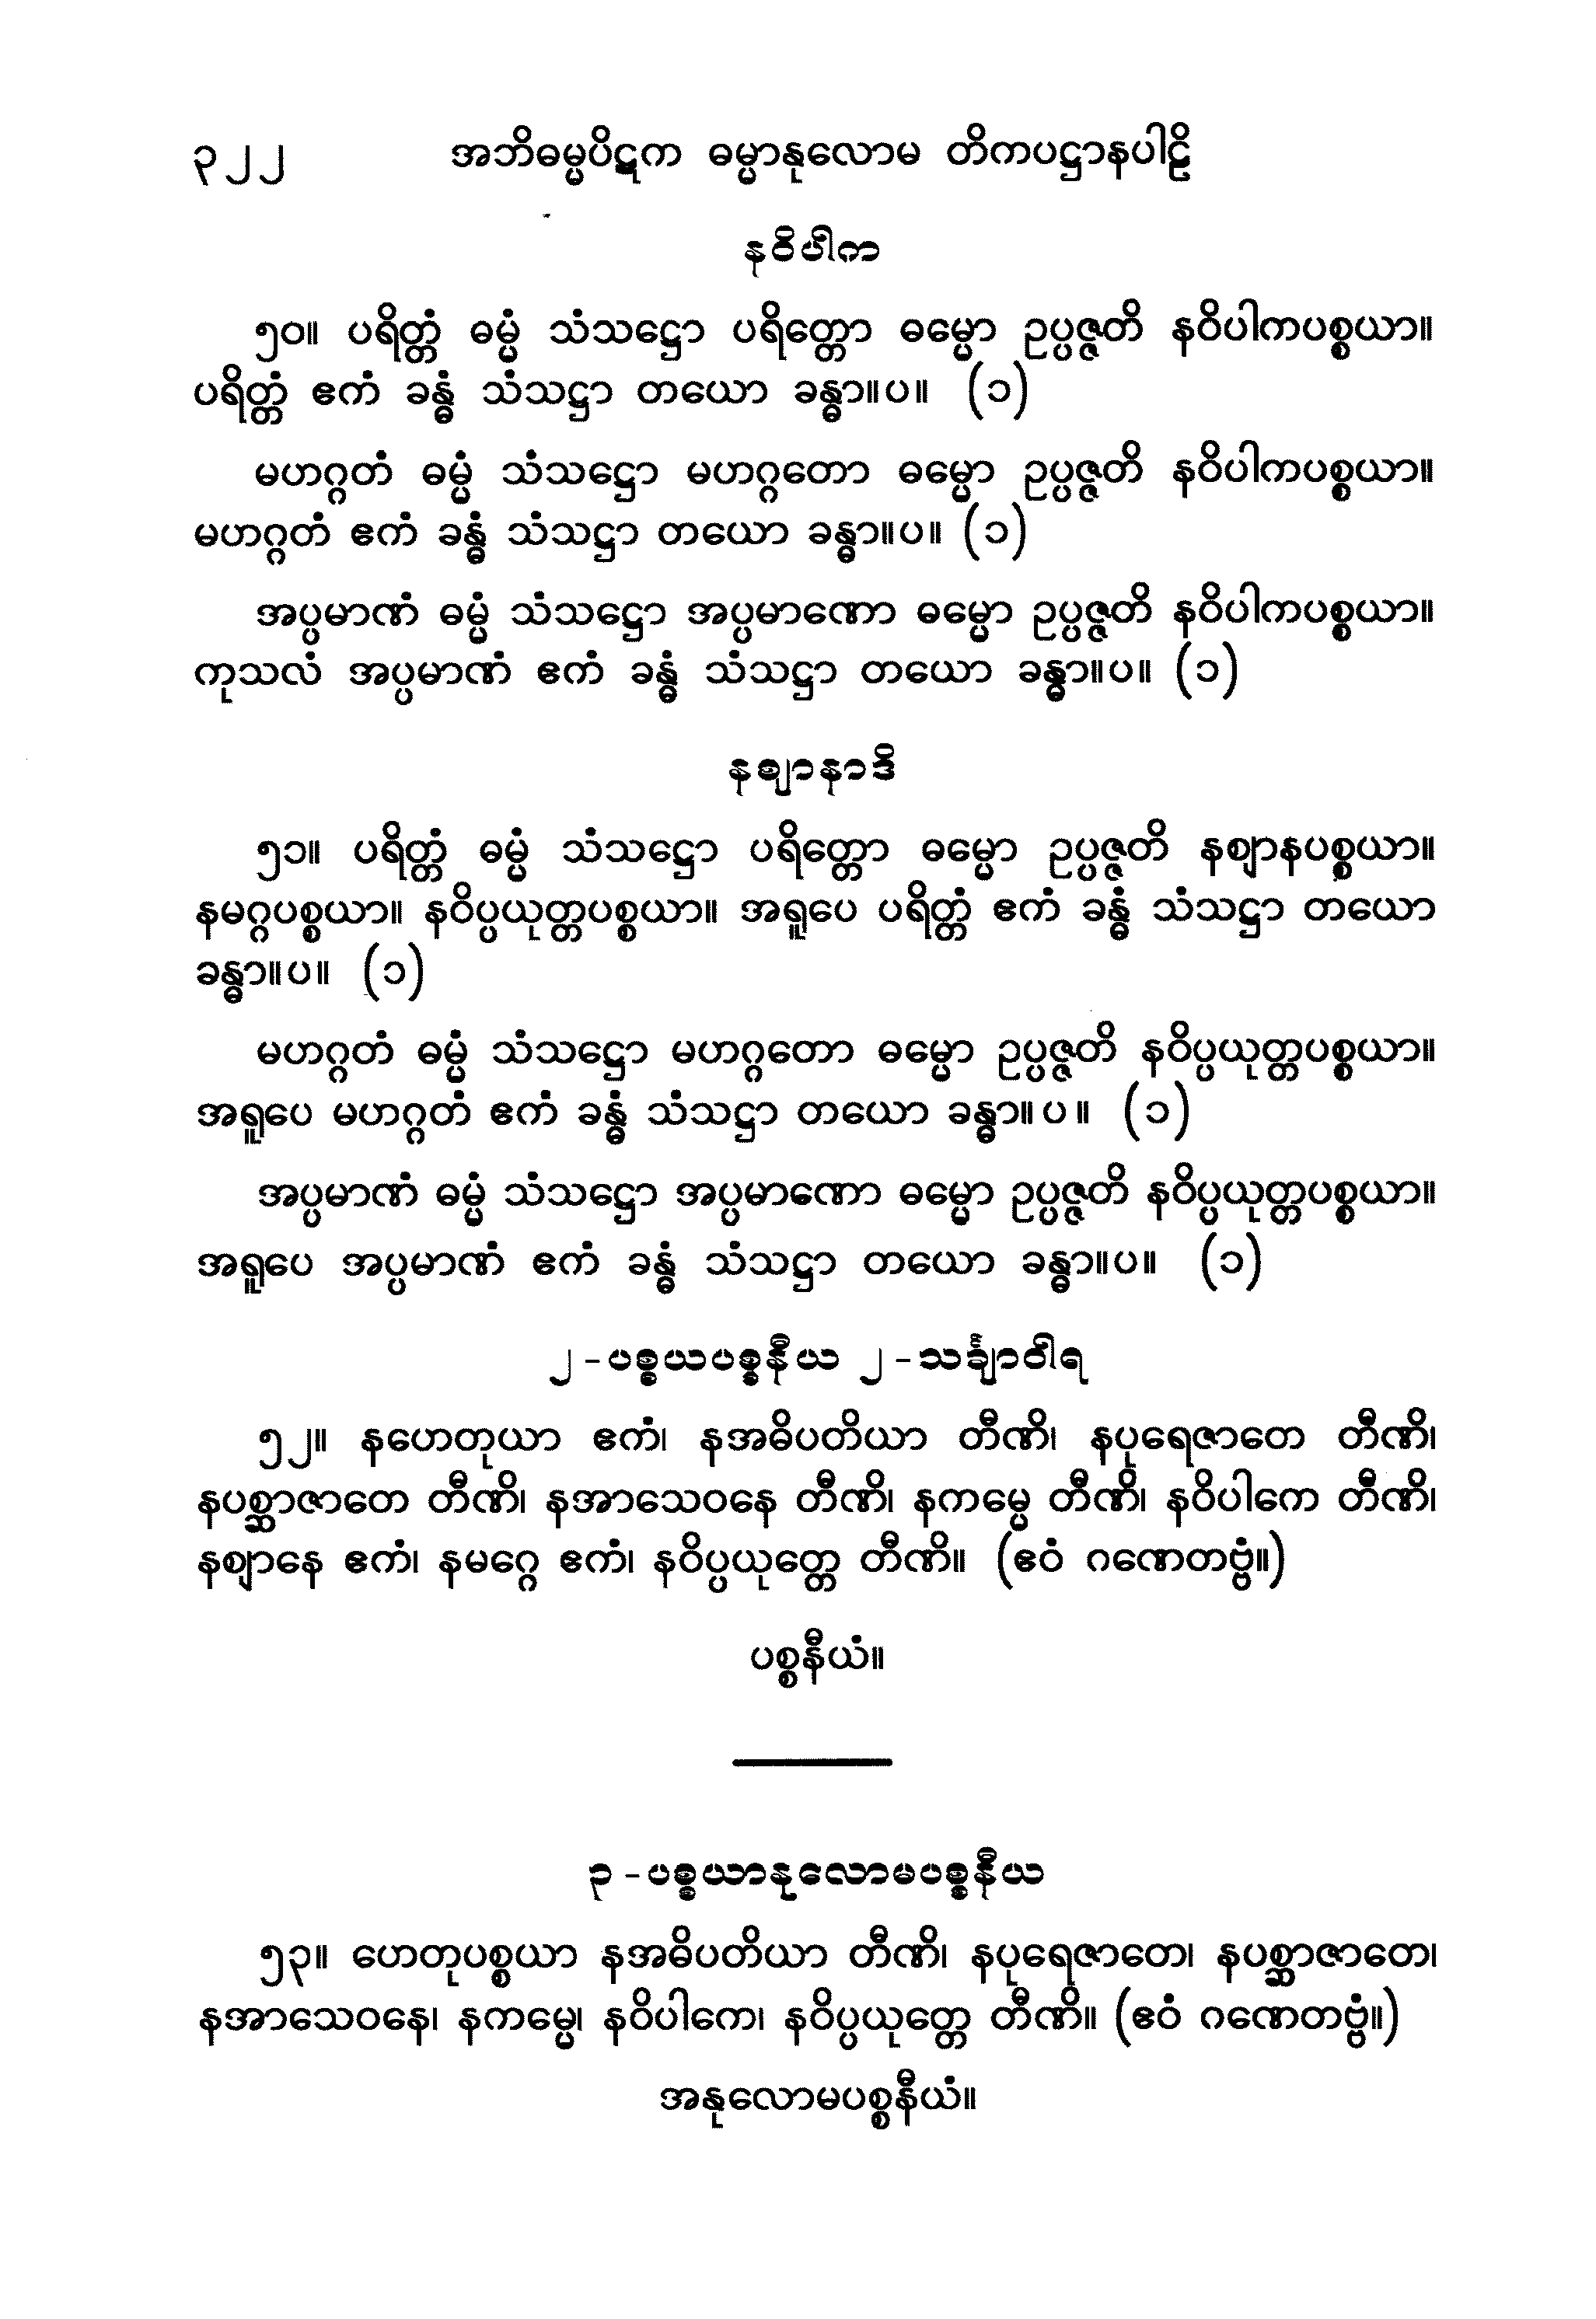 ၃၂၂ အဘိဓမ္မပိဋက ဓမ္မာနုလောမ တိကပဋ္ဌာနပါဠိ
နဝိပါက
၅၀။ ပရိတ္တံ ဓမ္မံ သံသဋ္ဌော ပရိတ္တော ဓမ္မော ဥပ္ပဇ္ဇတိ နဝိပါကပစ္စယာ။
ပရိတ္တံ ဧကံ ခန္ဓံ သံသဋ္ဌာ တယော ခန္ဓာ။ပ။ (၁)
မဟဂ္ဂတံ ဓမ္မံ သံသဋ္ဌော မဟဂ္ဂတော ဓမ္မော ဥပ္ပဇ္ဇတိ နဝိပါကပစ္စယာ။
မဟဂ္ဂတံ ဧကံ ခန္ဓံ သံသဋ္ဌာ တယော ခန္ဓာ။ပ။ (၁)
အပ္ပမာဏံ ဓမ္မံ သံသဋ္ဌော အပ္ပမာဏော ဓမ္မော ဥပ္ပဇ္ဇတိ နဝိပါကပစ္စယာ။
ကုသလံ အပ္ပမာဏံ ဧကံ ခန္ဓံ သံသဋ္ဌာ တယော ခန္ဓာ။ပ။ (၁)
နဈာနာဒိ
၅၁။ ပရိတ္တံ ဓမ္မံ သံသဋ္ဌော ပရိတ္တော ဓမ္မော ဥပ္ပဇ္ဇတိ နဈာနပစ္စယာ။
နမဂ္ဂပစ္စယာ။ နဝိပ္ပယုတ္တပစ္စယာ။ အရူပေ ပရိတ္တံ ဧကံ ခန္ဓံ သံသဋ္ဌာ တယော
ခန္ဓာ။ပ။ (၁)
မဟဂ္ဂတံ ဓမ္မံ သံသဋ္ဌော မဟဂ္ဂတော ဓမ္မော ဥပ္ပဇ္ဇတိ နဝိပ္ပယုတ္တပစ္စယာ။
အရူပေ မဟဂ္ဂတံ ဧကံ ခန္ဓံ သံသဋ္ဌာ တယော ခန္ဓာ။ပ။ (၁)
အပ္ပမာဏံ ဓမ္မံ သံသဋ္ဌော အပ္ပမာဏော ဓမ္မော ဥပ္ပဇ္ဇတိ နဝိပ္ပယုတ္တပစ္စယာ။
အရူပေ အပ္ပမာဏံ ဧကံ ခန္ဓံ သံသဋ္ဌာ တယော ခန္ဓာ။ပ။ (၁)
၂-ပစ္စယပစ္စနီယ ၂-သင်္ချာဝါရ
၅၂။ နဟေတုယာ ဧကံ၊ နအဓိပတိယာ တီဏိ၊ နပုရေဇာတေ တီဏိ၊
နပစ္ဆာဇာတေ တီဏိ၊ နအာသေဝနေ တီဏိ၊ နကမ္မေ တီဏိ၊ နဝိပါကေ တီဏိ၊
နဈာနေ ဧကံ၊ နမဂ္ဂေ ဧကံ၊ နဝိပ္ပယုတ္တေ တီဏိ။ (ဧဝံ ဂဏေတဗ္ဗံ။)
ပစ္စနီယံ။
၃-ပစ္စယာနုလောမပစ္စနီယ
၅၃။ ဟေတုပစ္စယာ နအဓိပတိယာ တီဏိ၊ နပုရေဇာတေ၊ နပစ္ဆာဇာတေ၊
နအာသေဝနေ၊ နကမ္မေ၊ နဝိပါကေ၊ နဝိပ္ပယုတ္တေ တီဏိ။ (ဧဝံ ဂဏေတဗ္ဗံ။)
အနုလောမပစ္စနီယံ။